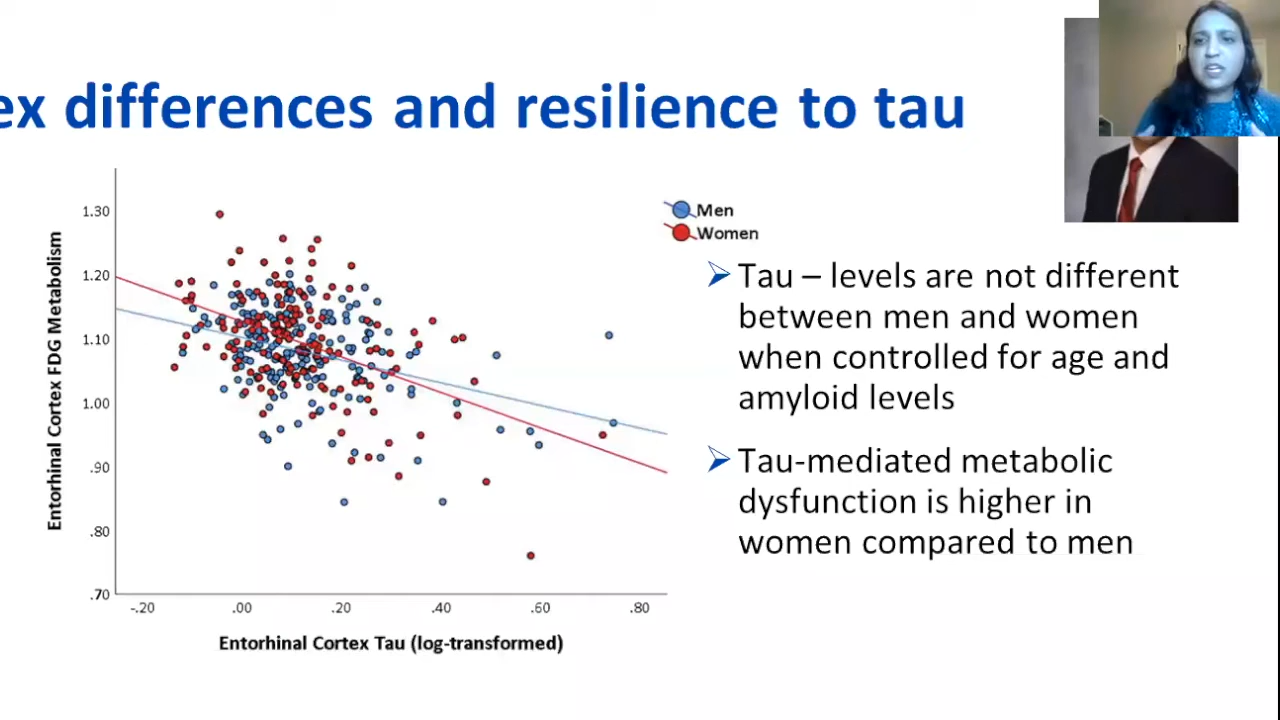 ex differences and resilience to tau
1.30
1.20
1.10
1.00
.90
.80
.70
-.20
.00
.20
.40
.60
.80
Entorhinal Cortex FDG Metabolism
Entorhinal Cortex Tau (log-transformed)
Men
Women
Tau – levels are not different
between men and women
when controlled for age and
amyloid levels
Tau-mediated metabolic
dysfunction is higher in
women compared to men